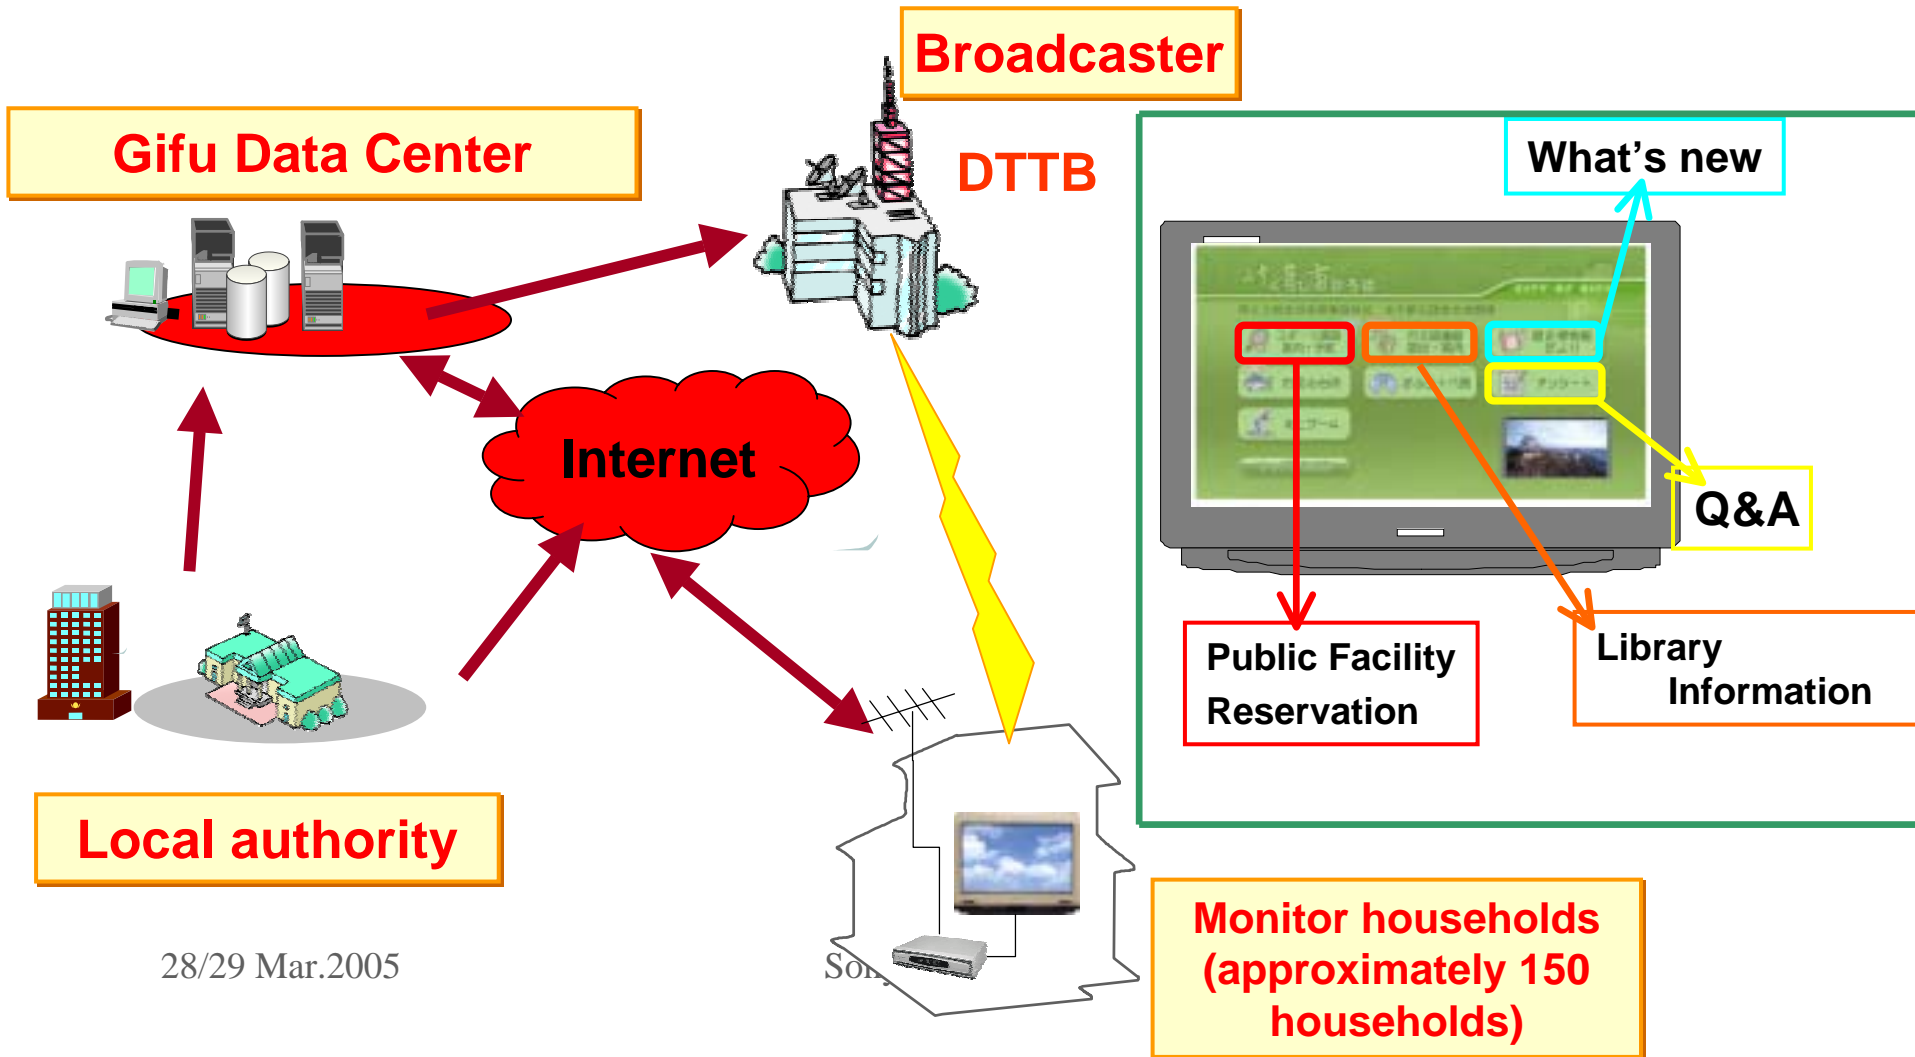 Broadcaster
Gifu Data Center
DTTB
What's new
Internet
Q&A
Public Facility
Reservation
Library
Information
Local authority
Monitor households
(approximately 150
households)
28/29 Mar.2005